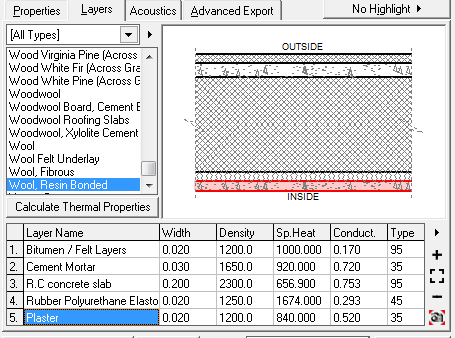 Properties Layers Acoustics Advanced Export No Highlight
[All Types]
Wood Virginia Pine (Across
Wood White Fir (Across Gra
Wood White Pine (Across G
Woodwool
Woodwool Board, Cement B
Woodwool Roofing Slabs
Woodwool, Xylolite Cement
Wool
Wool Felt Underlay
Wool, Fibrous
Wool, Resin Bonded
Calculate Thermal Properties
OUTSIDE
INSIDE
Layer Name Width Density Sp.Heat Conduct. Type
1. Bitumen / Felt Layers 0.020 1200.0 1000.000 0.170 95
2. Cement Mortar 0.030 1650.0 920.000 0.720 35
3. R.C concrete slab 0.200 2300.0 656.900 0.753 95
4. Rubber Polyurethane Elasto 0.020 1250.0 1674.000 0.293 45
5. Plaster 0.020 1200.0 840.000 0.520 35